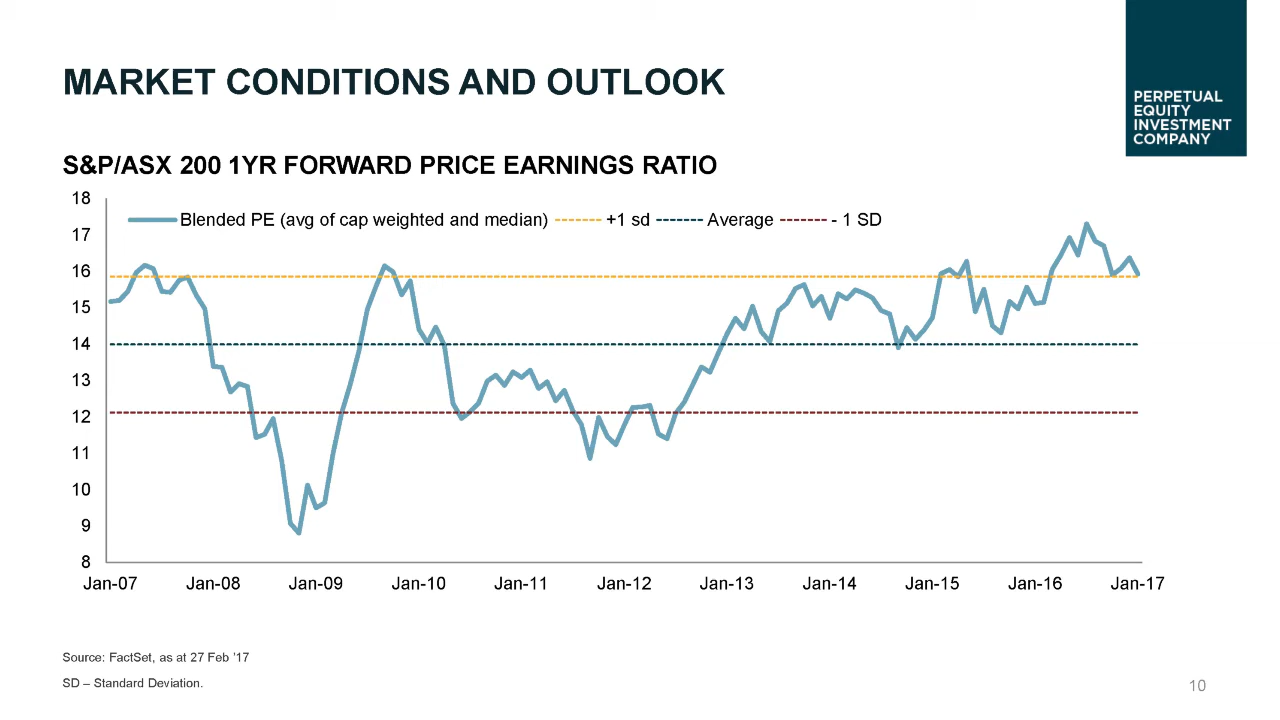 MARKET CONDITIONS AND OUTLOOK
PERPETUAL
EQUITY
INVESTMENT
COMPANY
S&P/ASX 200 1YR FORWARD PRICE EARNINGS RATIO
Blended PE (avg of cap weighted and median) +1 sd Average - 1 SD
18
17
16
15
14
13
12
11
10
9
8
Jan-07 Jan-08 Jan-09 Jan-10 Jan-11 Jan-12 Jan-13 Jan-14 Jan-15 Jan-16 Jan-17
Source: FactSet, as at 27 Feb ’17
SD – Standard Deviation.
10